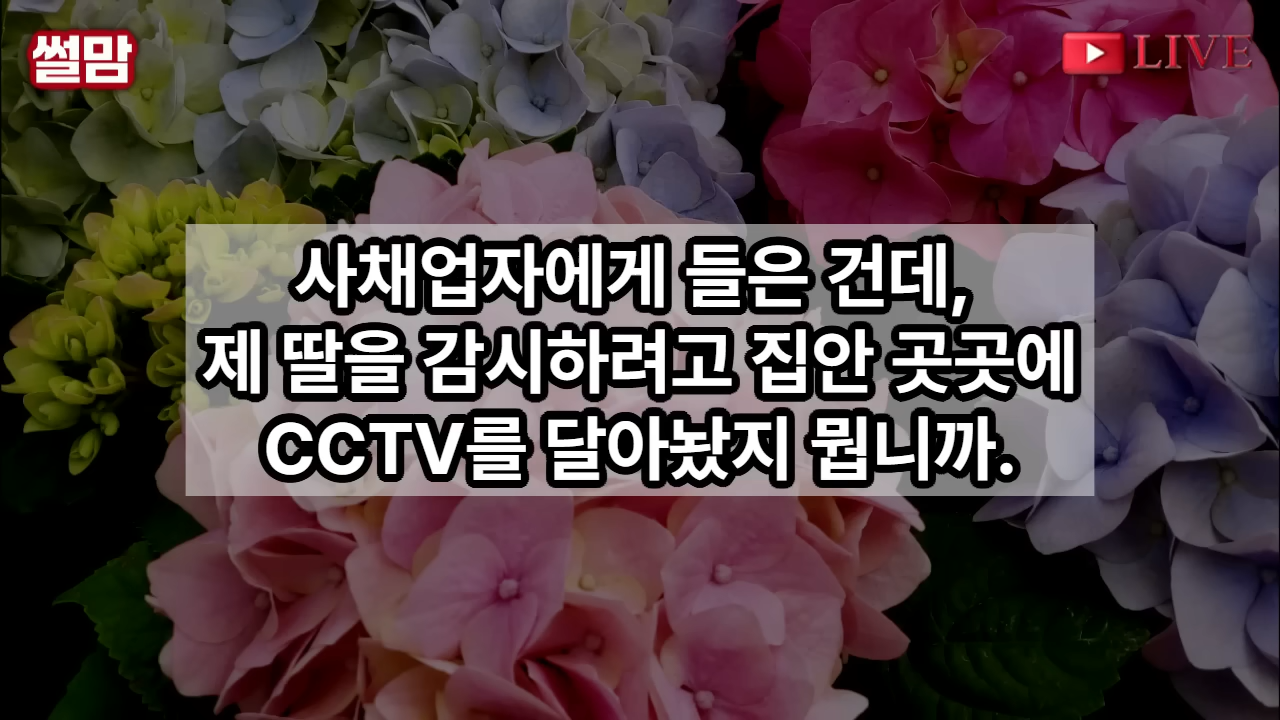 썰맘
LIVE
사채업자에게 들은 건데,
제 딸을 감시하려고 집안 곳곳에
CCTV를 달아놨지 뭡니까.